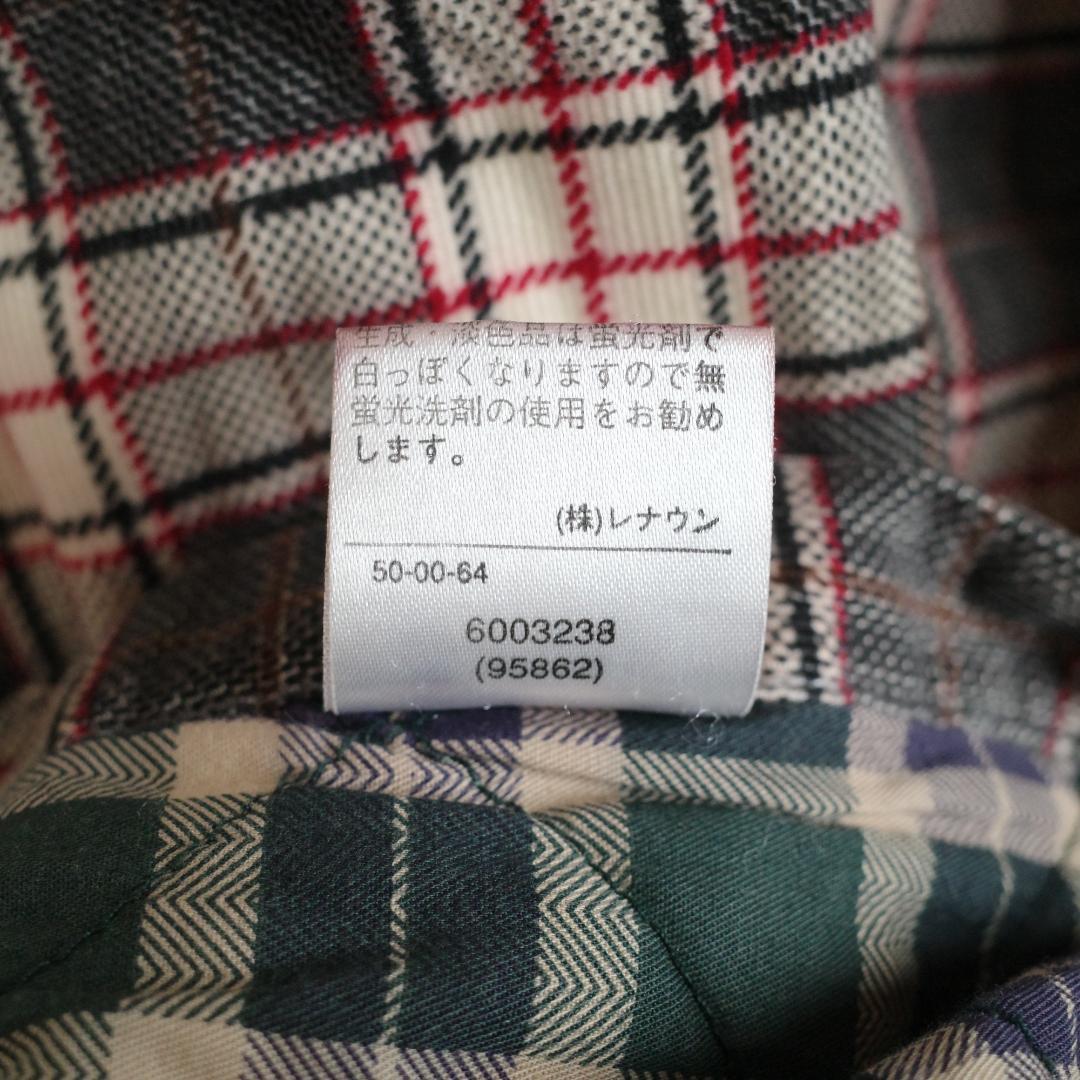 生成・淡色品は蛍光剤で
白っぽくなりますので無
蛍光洗剤の使用をお勧め
します。
(株)レナウン
50-00-64
6003238
(95862)